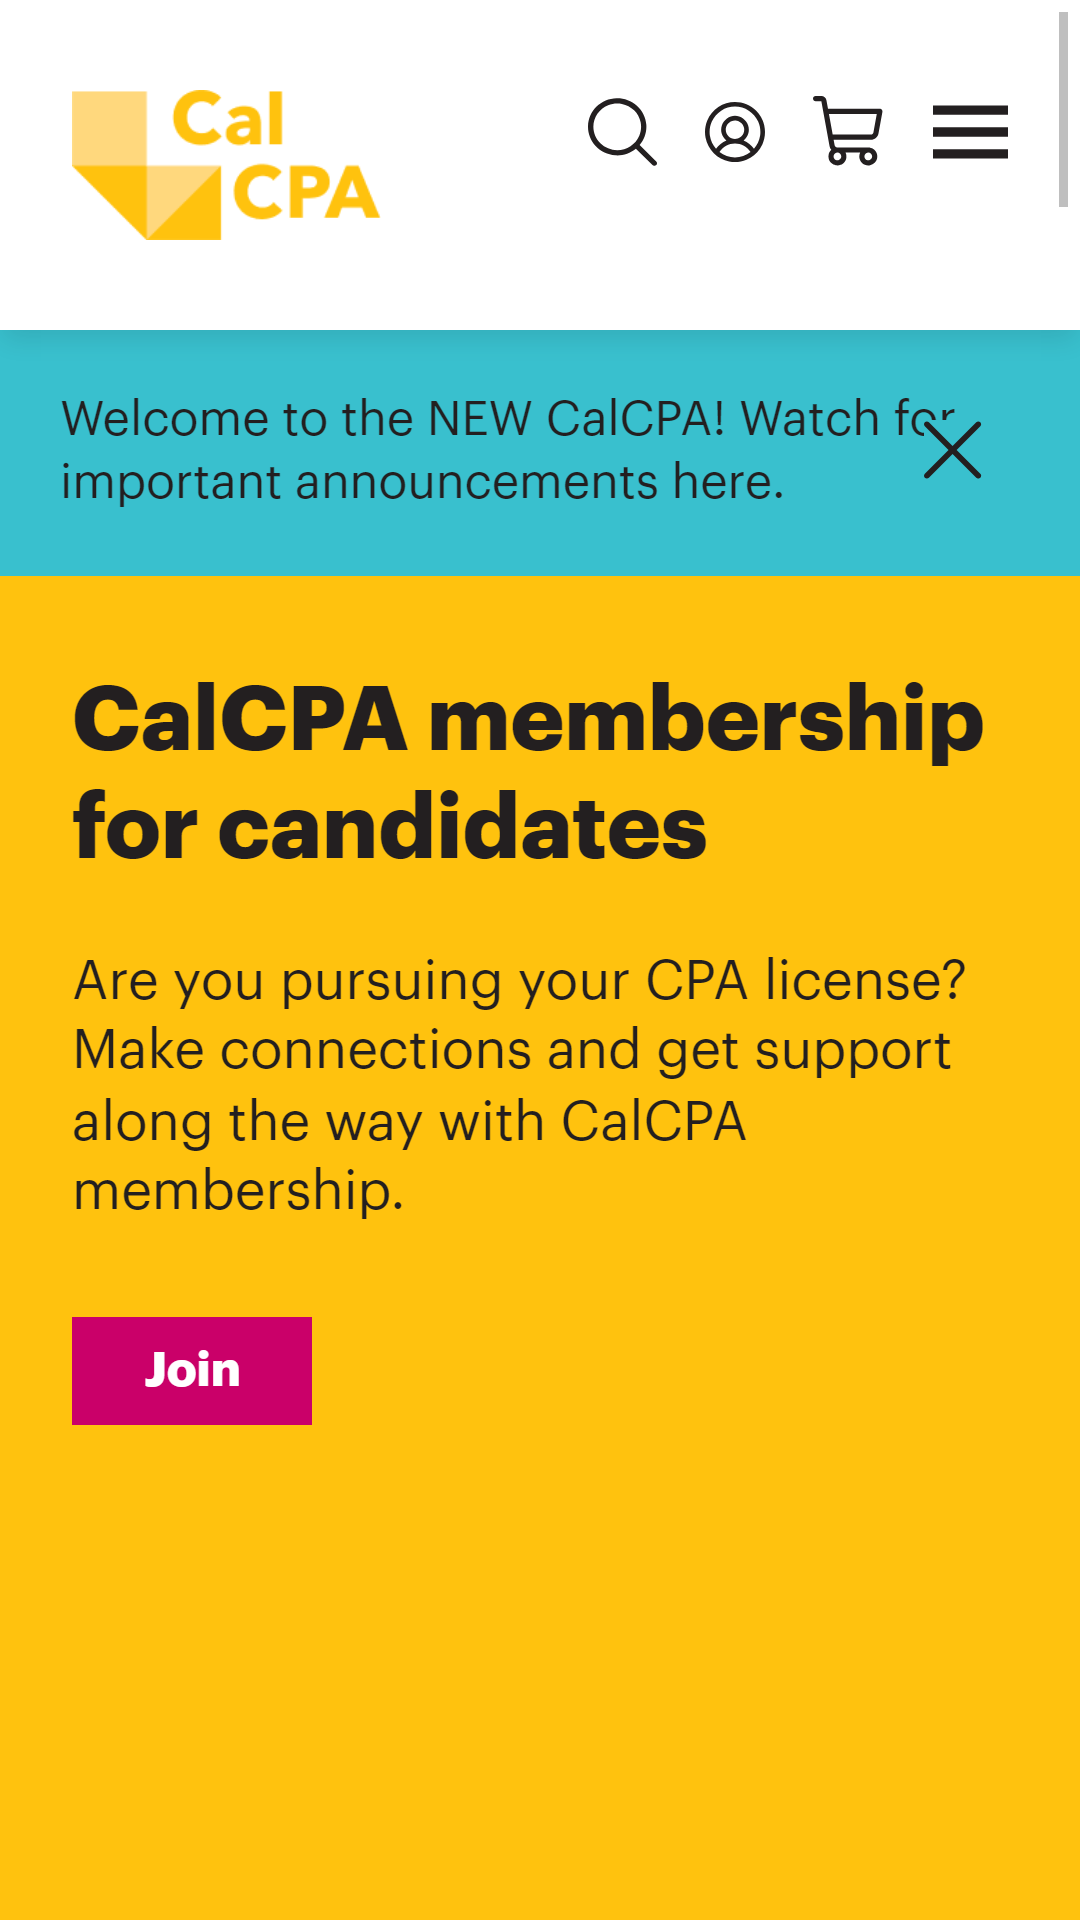 Cal
CPA
Welcome to the NEW CalCPA! Watch for
important announcements here.
CalCPA membership
for candidates
Are you pursuing your CPA license?
Make connections and get support
along the way with CalCPA
membership.
Join